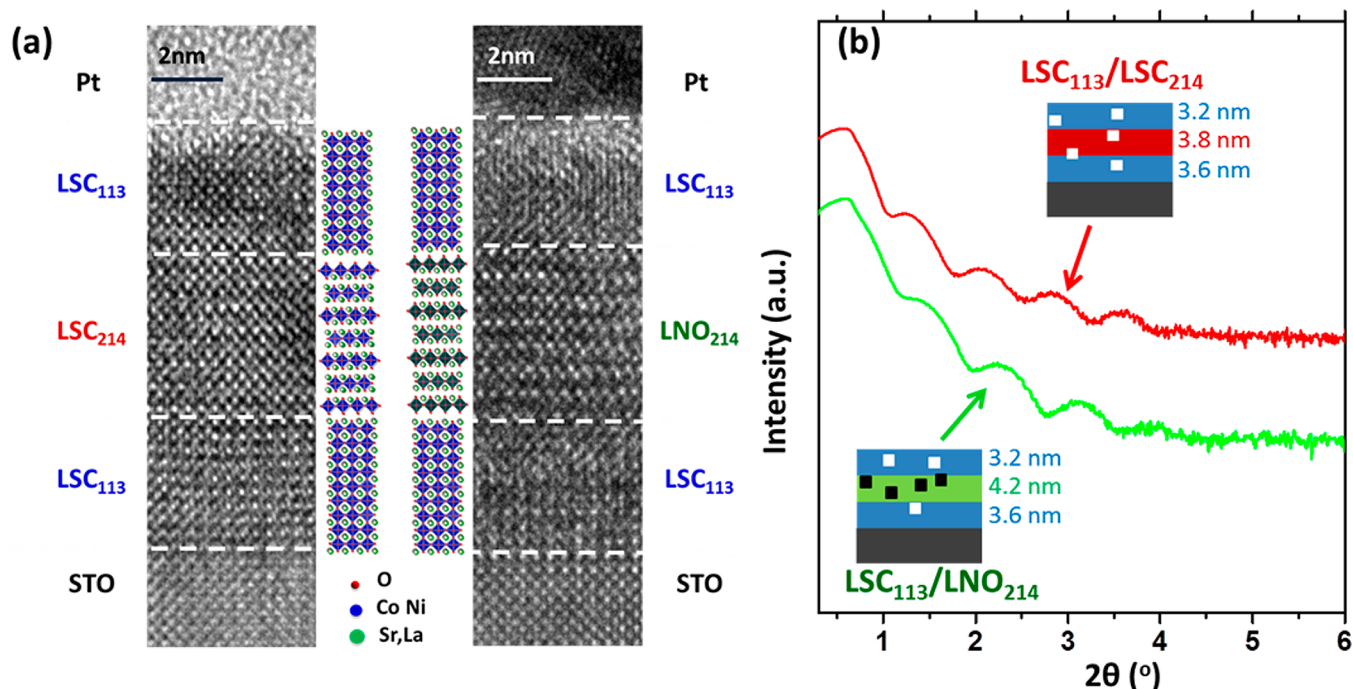 (a)
2nm
2nm
Pt
Pt
LSC₁₁₃
LSC₁₁₃
LSC₂₁₄
LNO₂₁₄
LSC₁₁₃
LSC₁₁₃
STO
STO
O
Co Ni
Sr,La
(b)
Intensity (a.u.)
LSC₁₁₃/LSC₂₁₄
3.2 nm
3.8 nm
3.6 nm
3.2 nm
4.2 nm
3.6 nm
LSC₁₁₃/LNO₂₁₄
1 2 3 4 5 6
2θ (°)